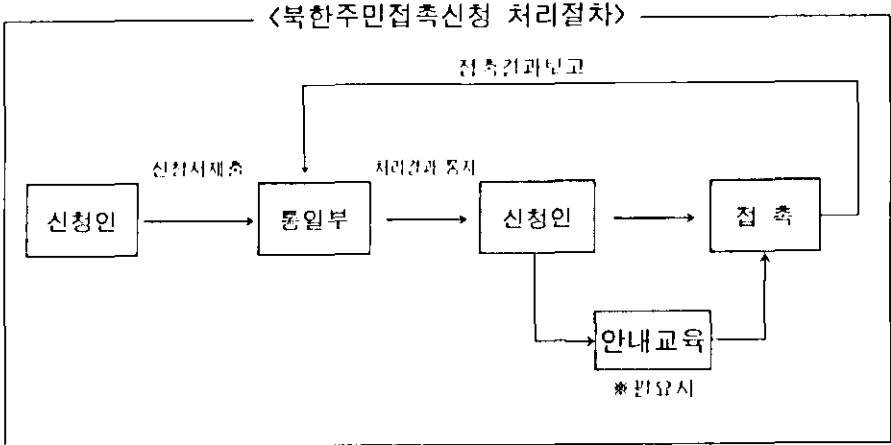 <북한주민접촉신청 처리절차>
접촉결과보고
신청서제출
처리결과 통지
신청인
통일부
신청인
접 촉
안내교육
※ 필요시